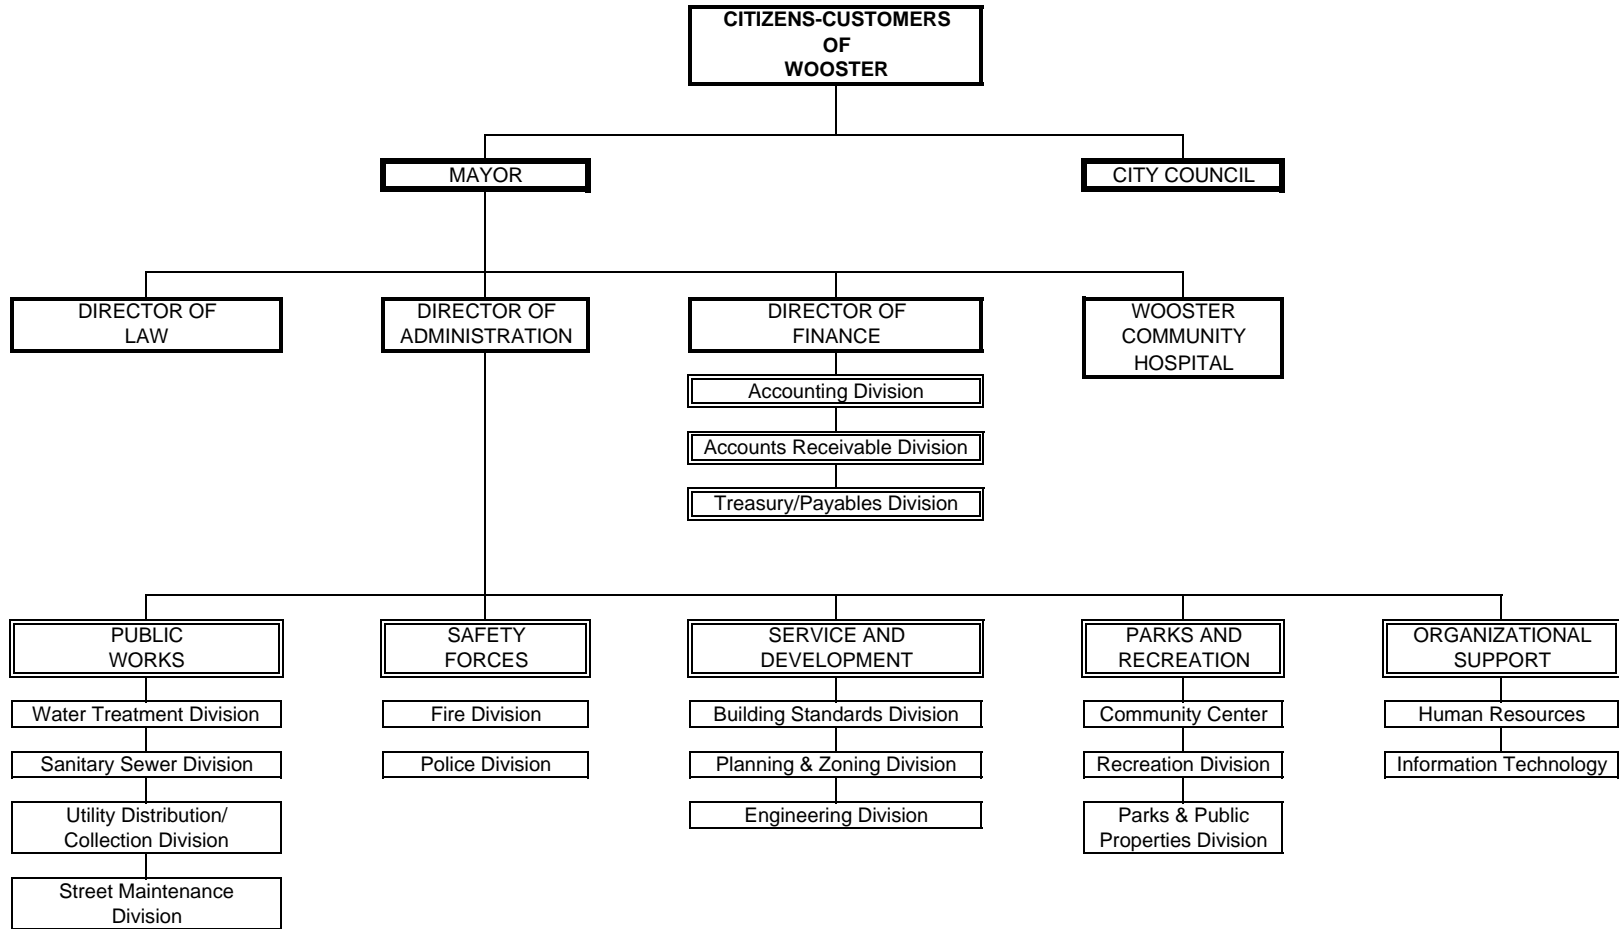 CITIZENS-CUSTOMERS
OF
WOOSTER
MAYOR
CITY COUNCIL
DIRECTOR OF
LAW
DIRECTOR OF
ADMINISTRATION
DIRECTOR OF
FINANCE
WOOSTER
COMMUNITY
HOSPITAL
Accounting Division
Accounts Receivable Division
Treasury/Payables Division
PUBLIC
WORKS
SAFETY
FORCES
SERVICE AND
DEVELOPMENT
PARKS AND
RECREATION
ORGANIZATIONAL
SUPPORT
Water Treatment Division
Fire Division
Building Standards Division
Community Center
Human Resources
Sanitary Sewer Division
Police Division
Planning & Zoning Division
Recreation Division
Information Technology
Utility Distribution/
Collection Division
Engineering Division
Parks & Public
Properties Division
Street Maintenance
Division